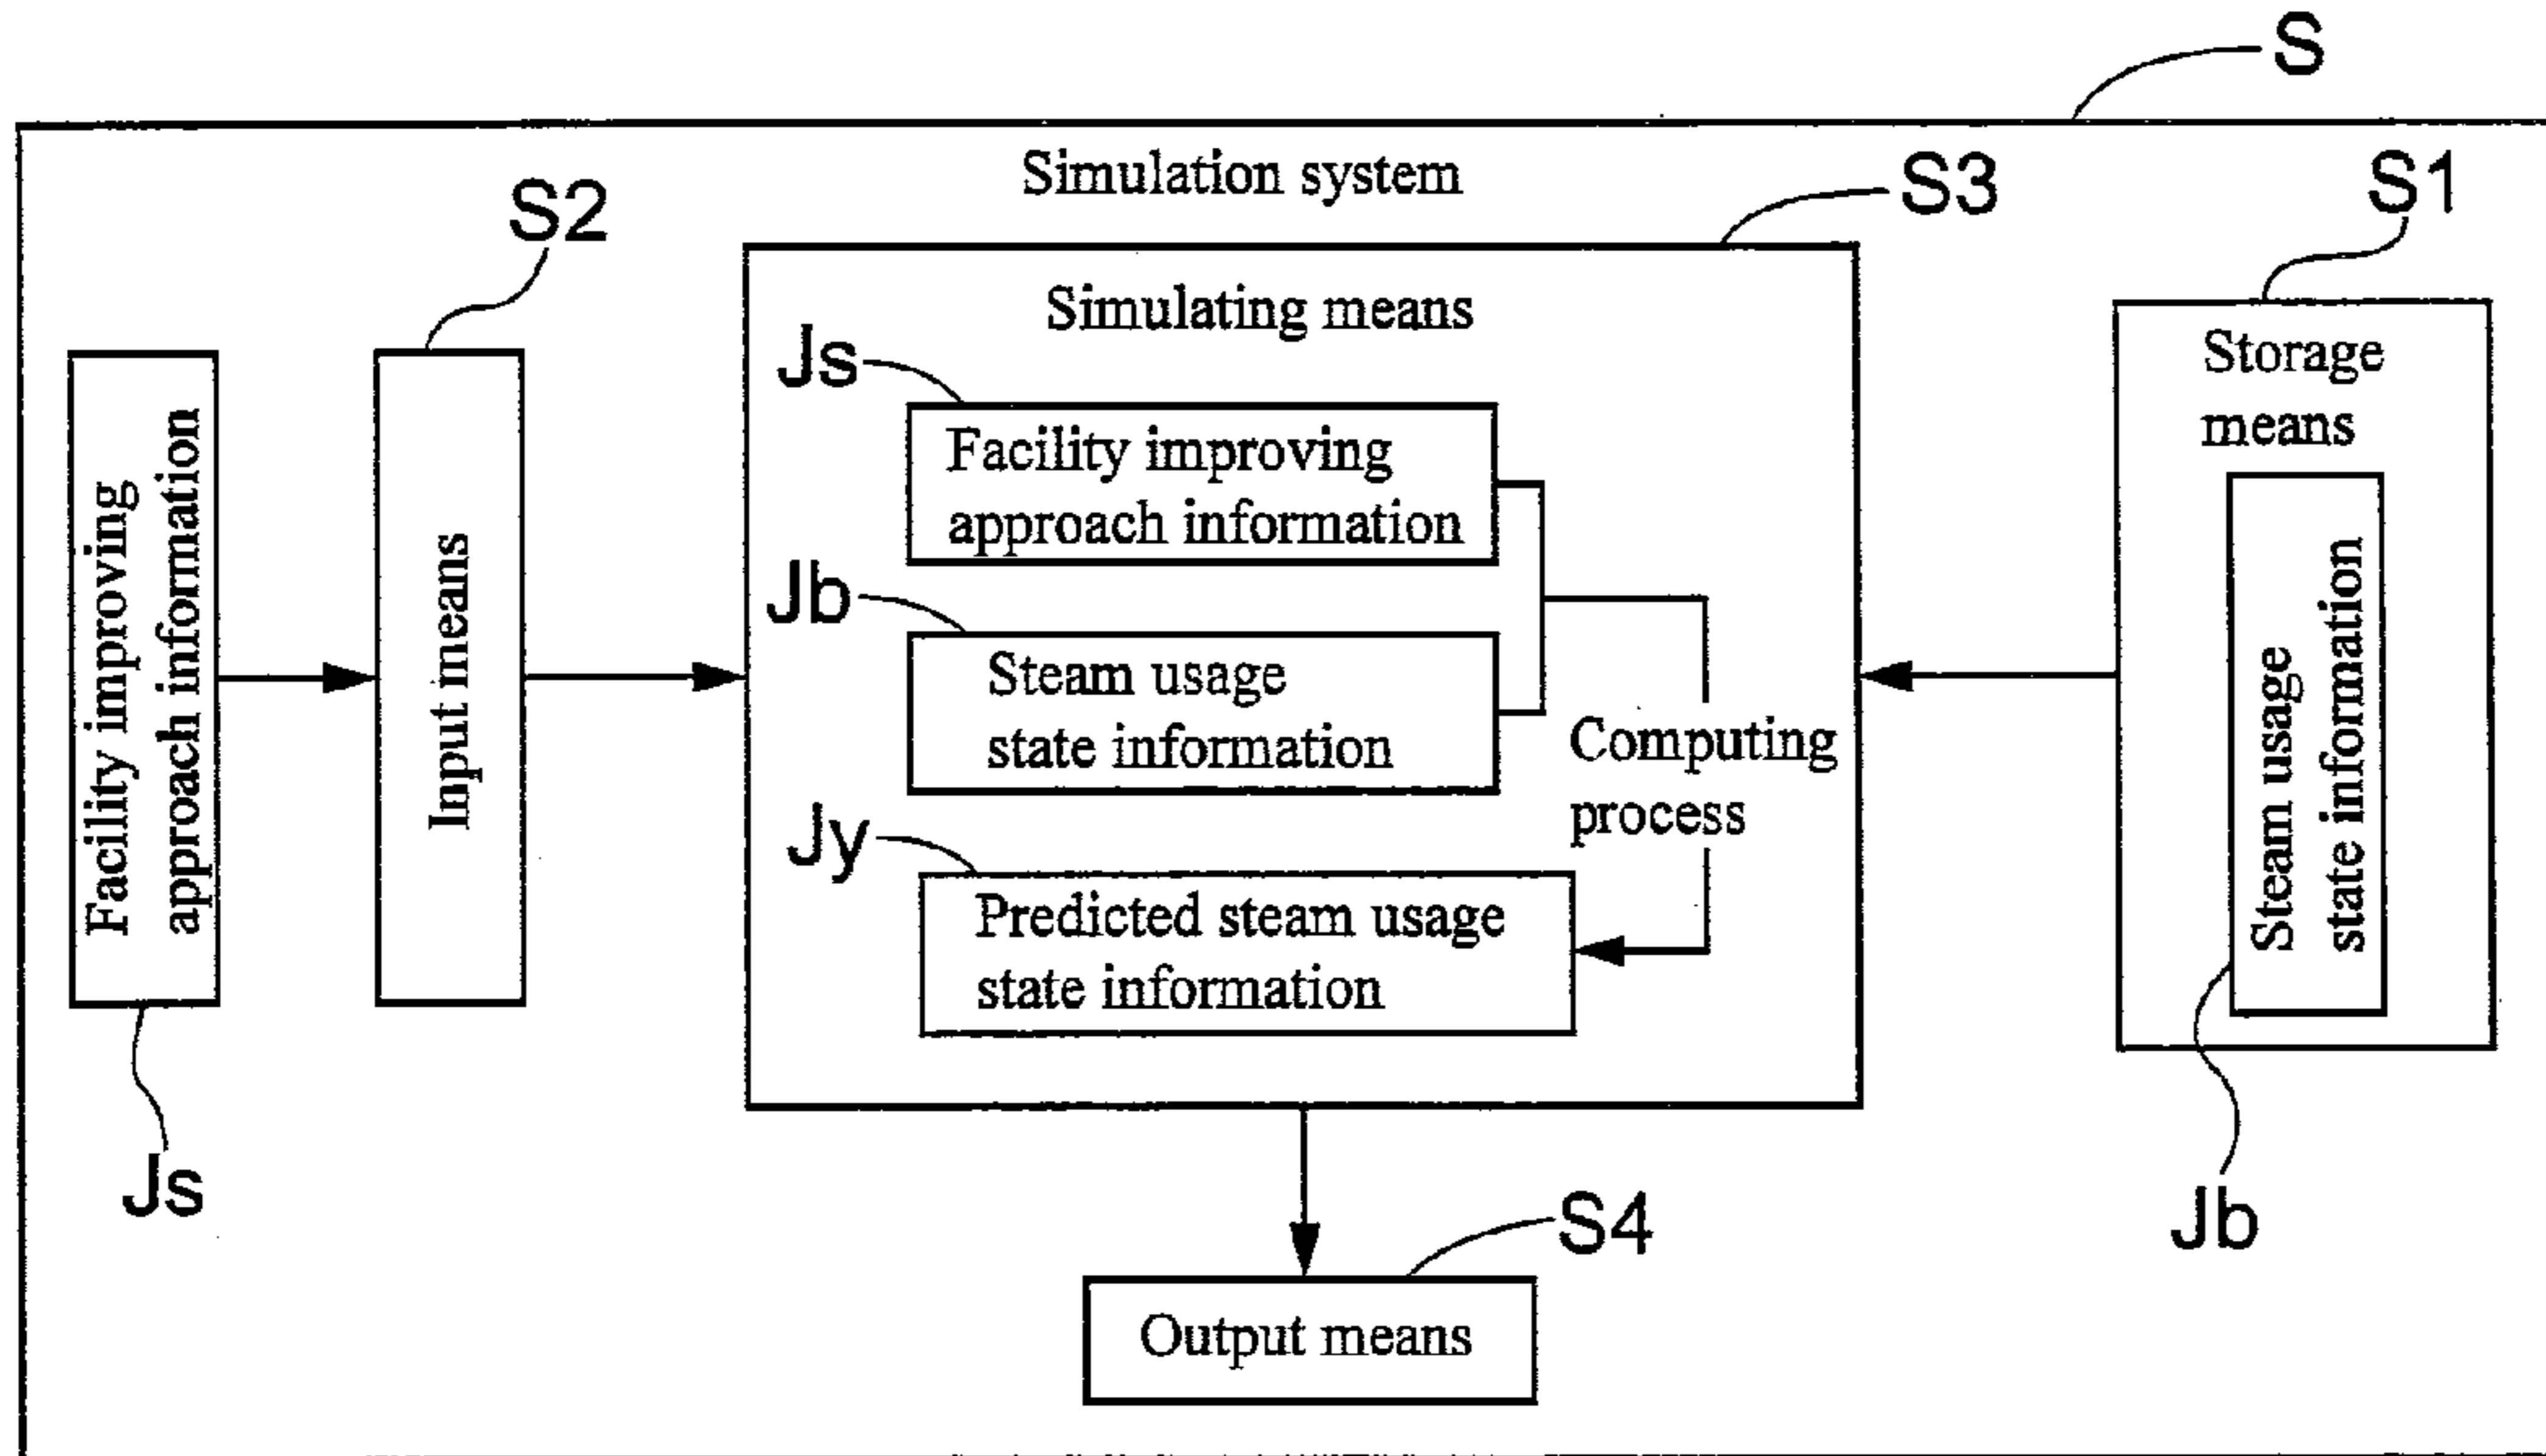 S
Simulation system
S2
S3
S1
Simulating means
Storage
means
Js
Facility improving
approach information
Facility improving
approach information
Input means
Jb
Steam usage
state information
Computing
process
Steam usage
state information
Jy
Predicted steam usage
state information
Js
S4
Jb
Output means